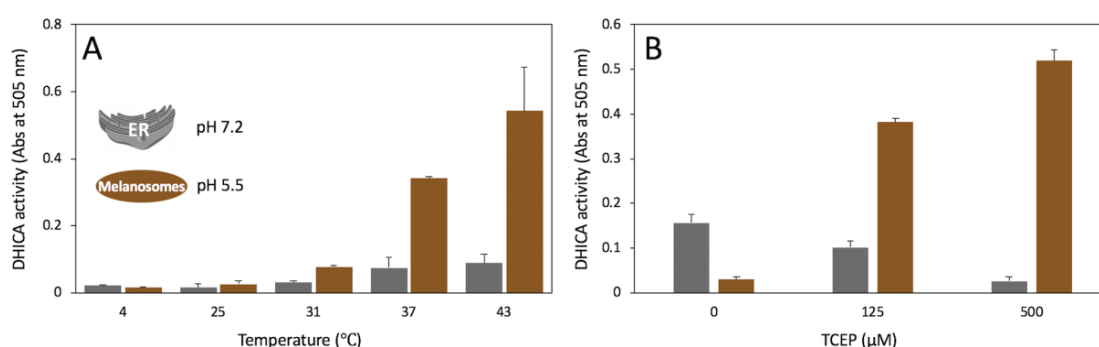 A
DHICA activity (Abs at 505 nm)
0.8
0.6
0.4
0.2
0
ER
pH 7.2
Melanosomes
pH 5.5
4 25 31 37 43
Temperature (°C)
B
DHICA activity (Abs at 505 nm)
0.6
0.5
0.4
0.3
0.2
0.1
0
0 125 500
TCEP (µM)